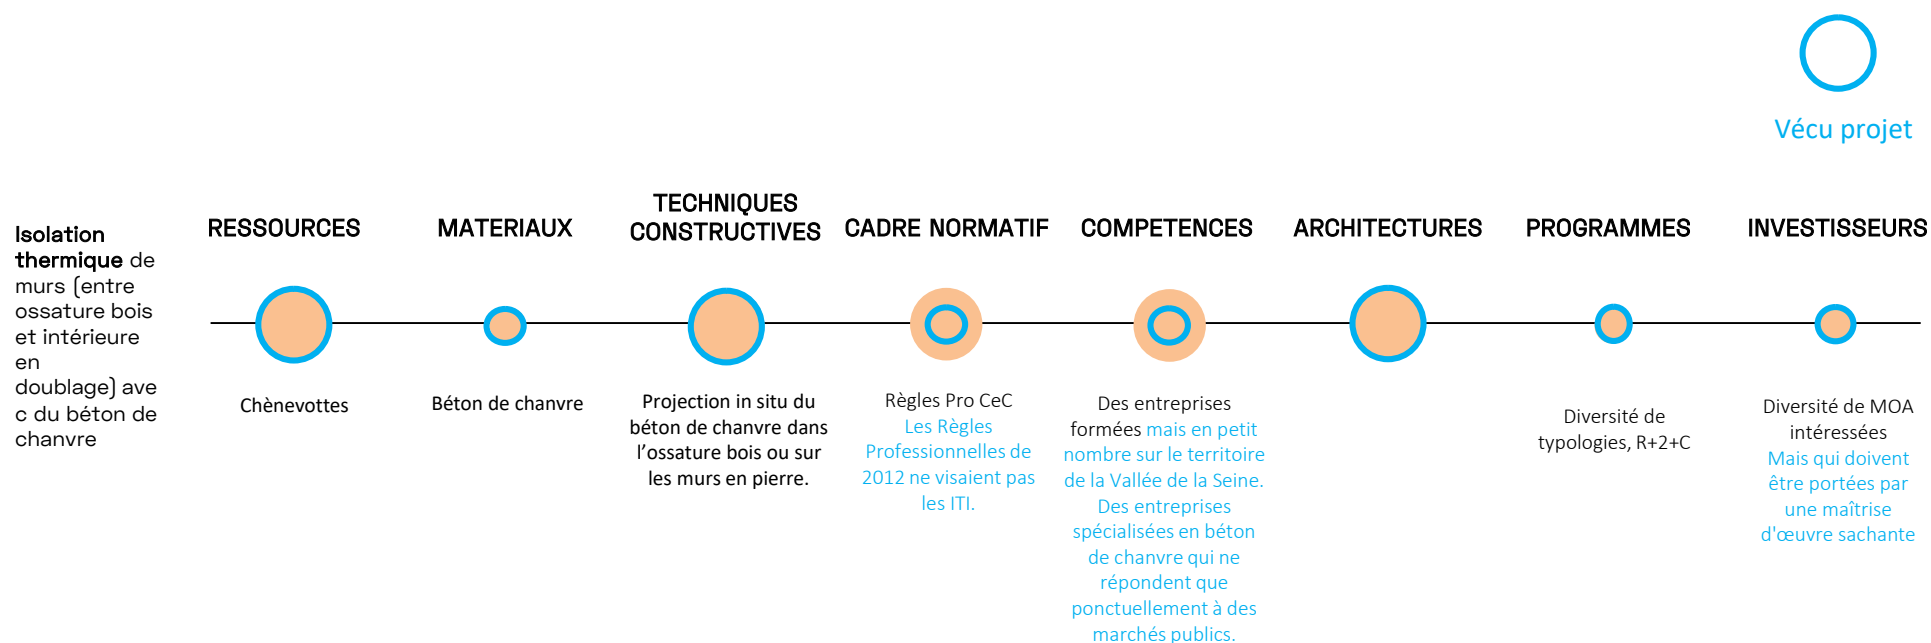 Vécu projet
Isolation
thermique de
murs (entre
ossature bois
et intérieure
en
doublage) ave
c du béton de
chanvre
RESSOURCES
Chènevottes
MATERIAUX
Béton de chanvre
TECHNIQUES
CONSTRUCTIVES
Projection in situ du
béton de chanvre dans
l’ossature bois ou sur
les murs en pierre.
CADRE NORMATIF
Règles Pro CeC
Les Règles
Professionnelles de
2012 ne visaient pas
les ITI.
COMPETENCES
Des entreprises
formées mais en petit
nombre sur le territoire
de la Vallée de la Seine.
Des entreprises
spécialisées en béton
de chanvre qui ne
répondent que
ponctuellement à des
marchés publics.
ARCHITECTURES
PROGRAMMES
Diversité de
typologies, R+2+C
INVESTISSEURS
Diversité de MOA
intéressées
Mais qui doivent
être portées par
une maîtrise
d'œuvre sachante